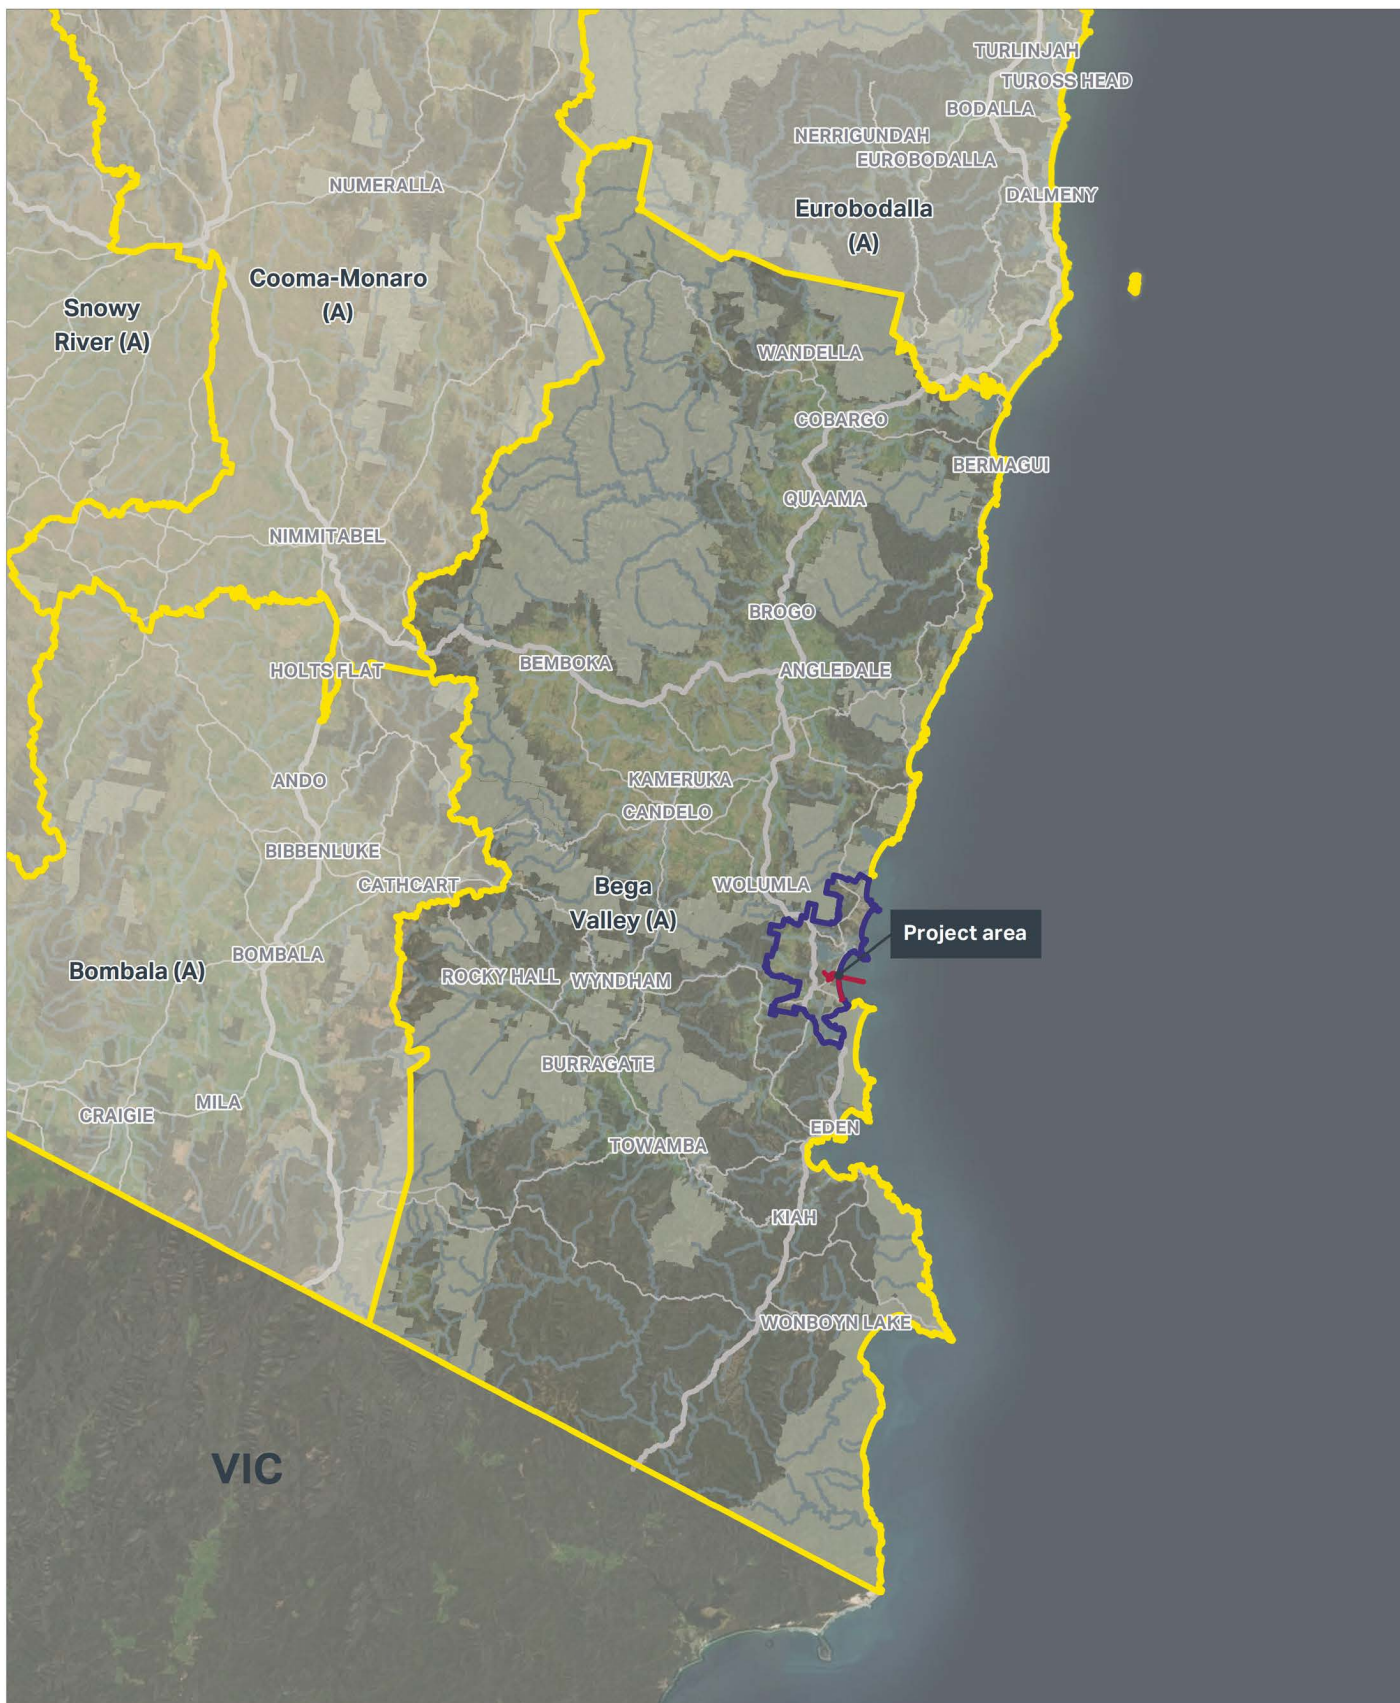 TURLINJAH
TUROSS HEAD
BODALLA
NERRIGUNDAH
EUROBODALLA
NUMERALLA
DALMENY
Eurobodalla
(A)
Cooma-Monaro
(A)
Snowy
River (A)
WANDELLA
COBARGO
BERMAGUI
QUAAMA
NIMMITABEL
BROGO
BEMBOKA
HOLTS FLAT
ANGLEDALE
ANDO
KAMERUKA
CANDELO
BIBBENLUKE
CATHCART
Bega
Valley (A)
WOLUMLA
Project area
BOMBALA
Bombala (A)
ROCKY HALL
WYNDHAM
BURRAGATE
MILA
CRAIGIE
EDEN
TOWAMBA
KIAH
WONBOYN LAKE
VIC